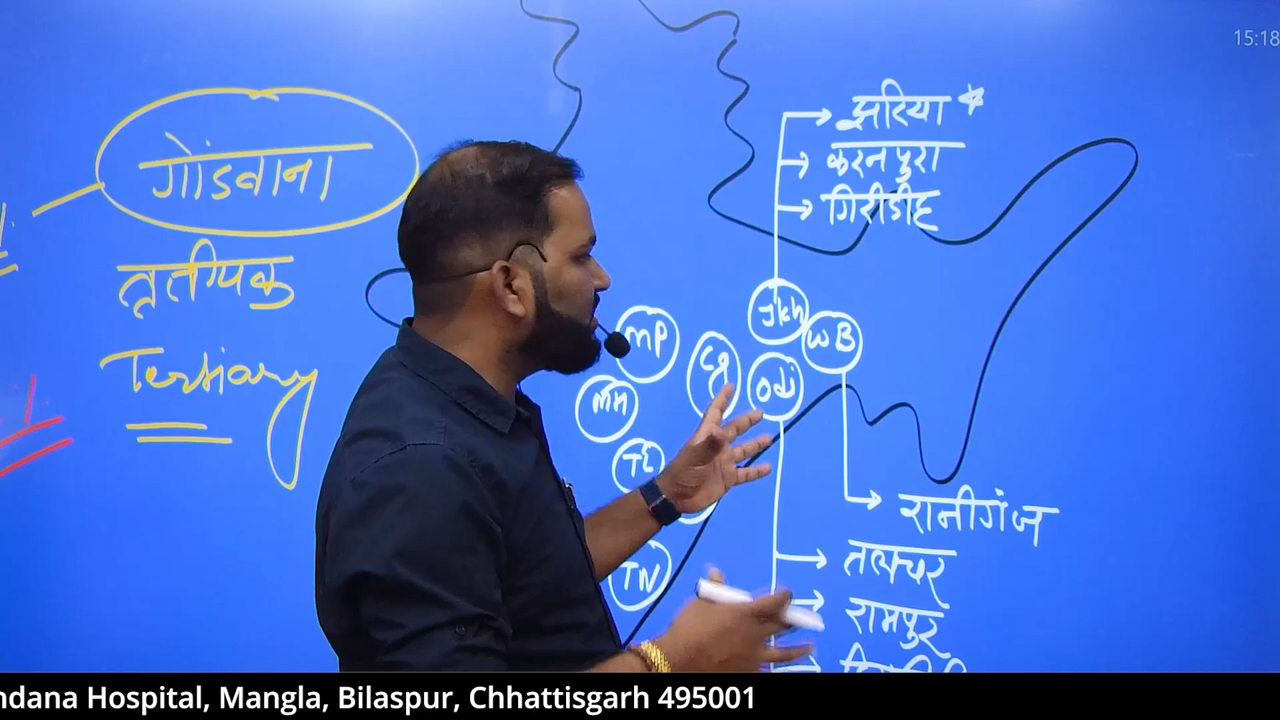 15:18
गोंडवाना
तृतीयक
Tertiary
झरिया
करनपुरा
गिरीडीह
Jkh
WB
MP
Cg
Odi
MH
TE
TN
रानीगंज
तलचर
रामपुर
ndana Hospital, Mangla, Bilaspur, Chhattisgarh 495001